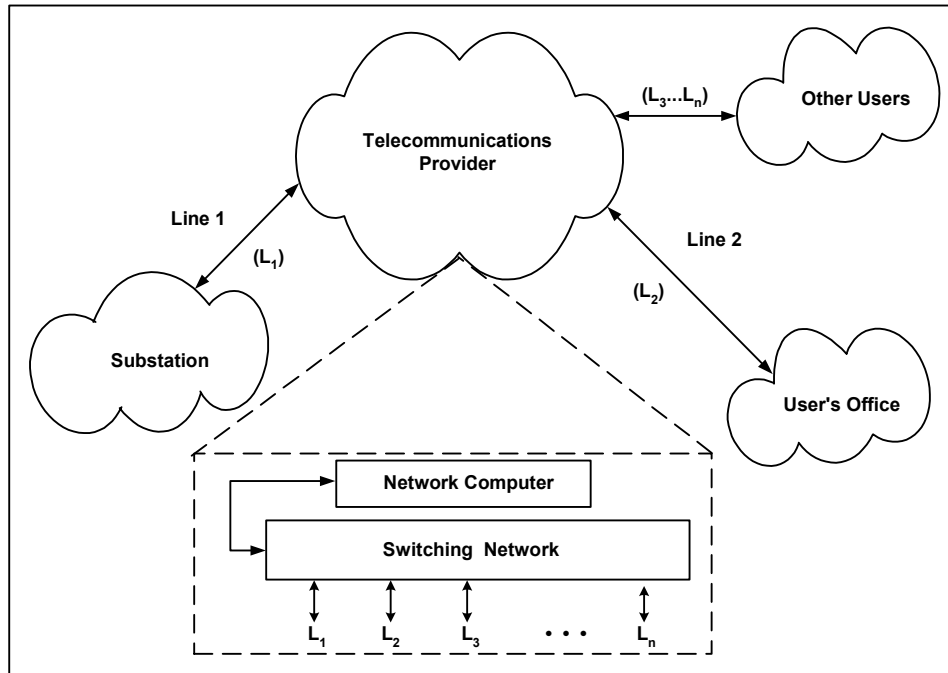 (L3...Ln)
Other Users
Telecommunications
Provider
Line 1
(L1)
Line 2
(L2)
Substation
User's Office
Network Computer
Switching Network
L1 L2 L3 • • • Ln